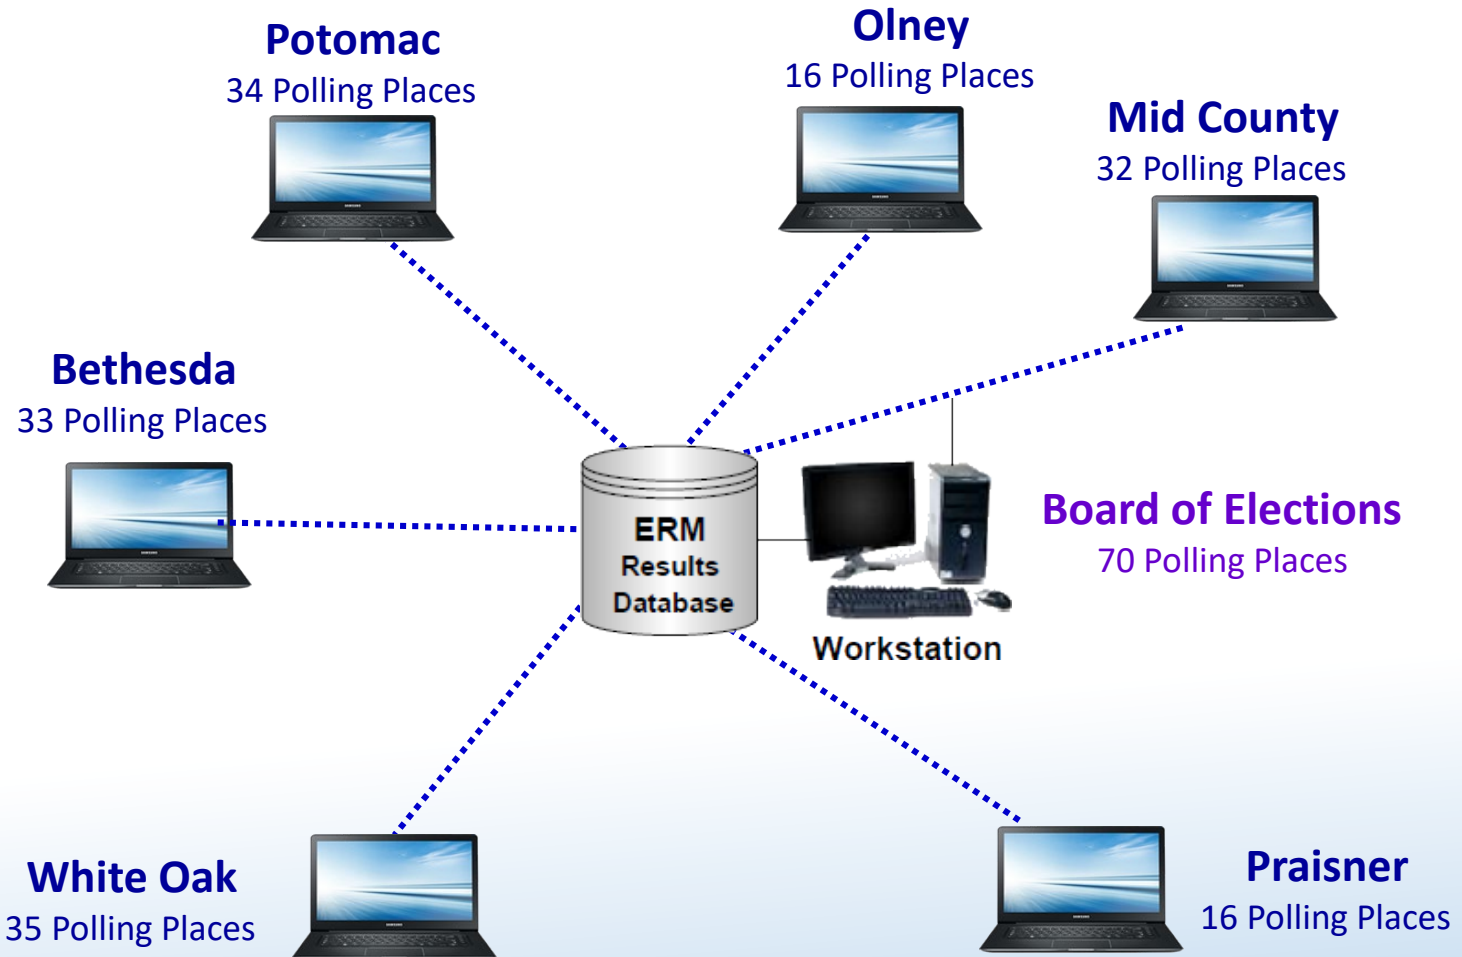 Potomac
34 Polling Places
Olney
16 Polling Places
Mid County
32 Polling Places
Bethesda
33 Polling Places
ERM
Results
Database
Workstation
Board of Elections
70 Polling Places
White Oak
35 Polling Places
Praisner
16 Polling Places